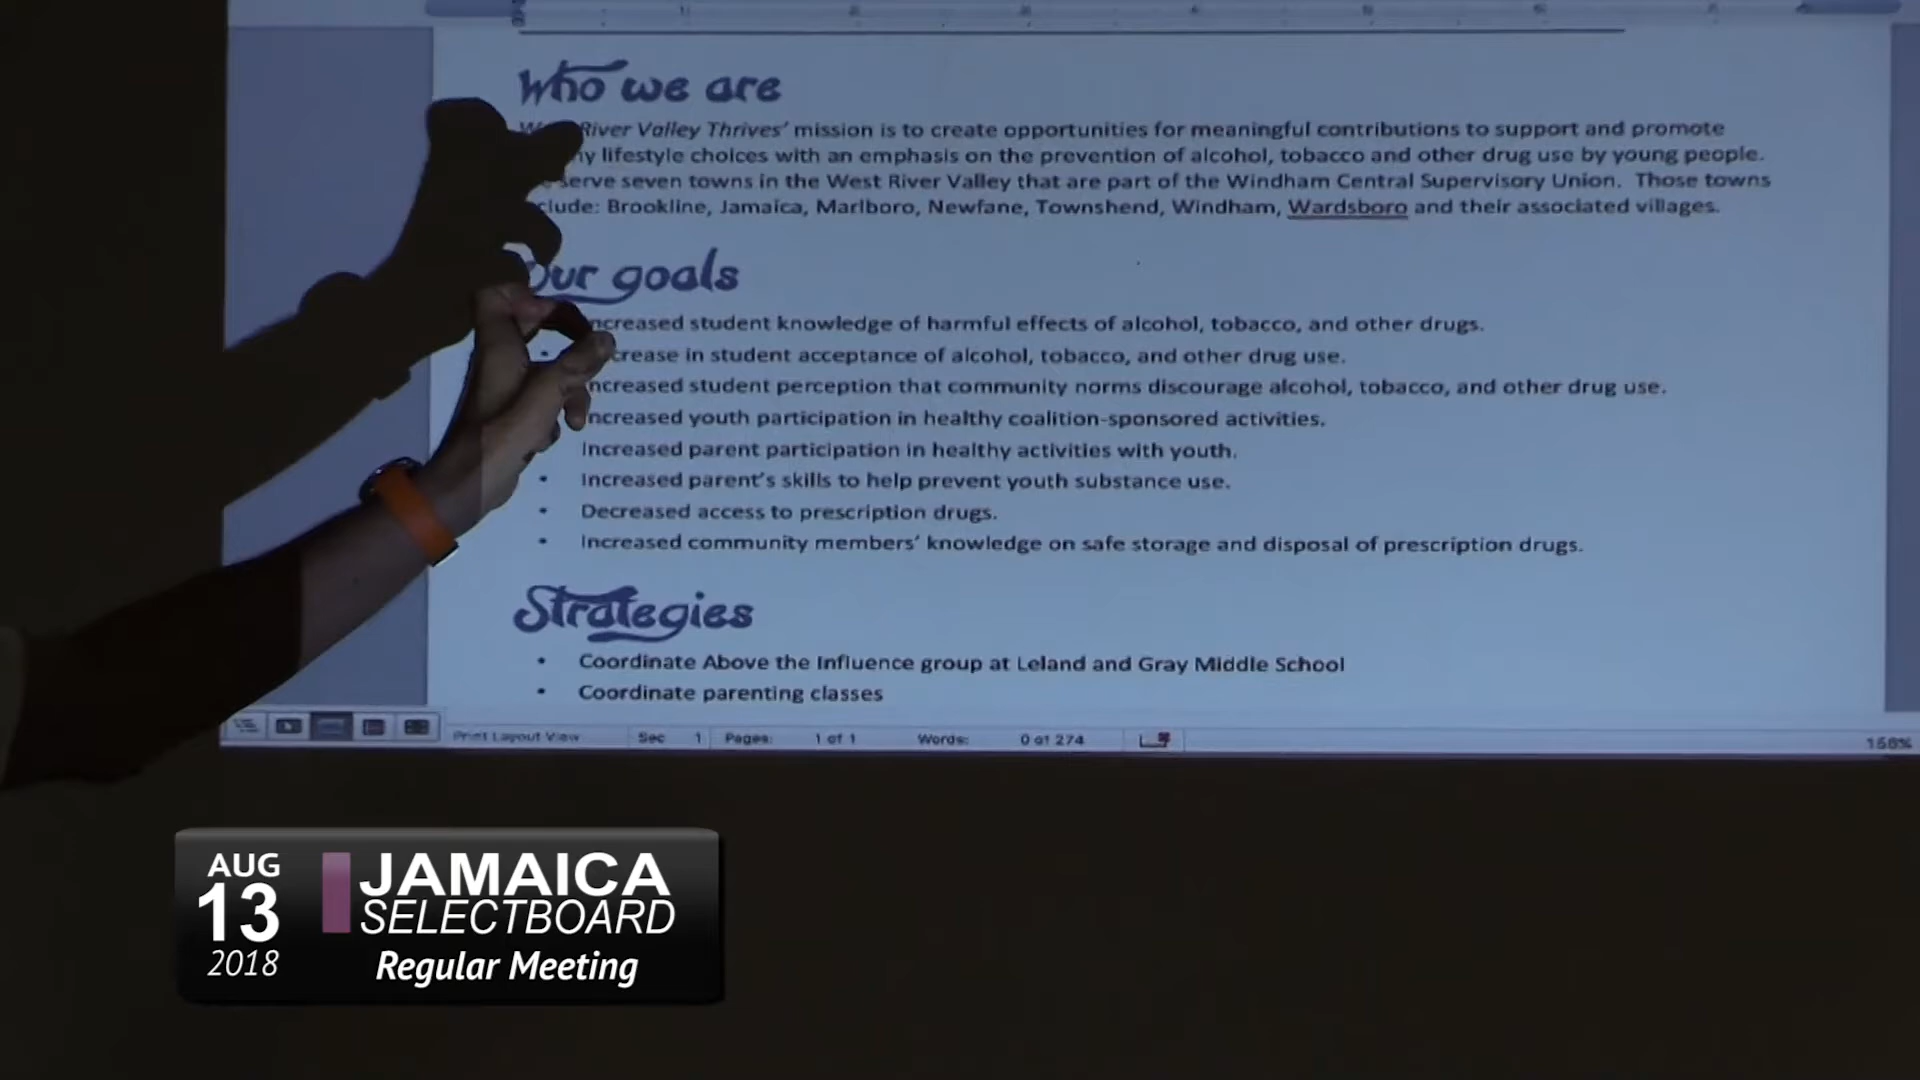 Who we are
River Valley Thrives' mission is to create opportunities for meaningful contributions to support and promote
lifestyle choices with an emphasis on the prevention of alcohol, tobacco and other drug use by young people.
serve seven towns in the West River Valley that are part of the Windham Central Supervisory Union. Those towns
clude: Brookline, Jamaica, Marlboro, Newfane, Townshend, Windham, Wardsboro and their associated villages.
Our goals
ncreased student knowledge of harmful effects of alcohol, tobacco, and other drugs.
• crease in student acceptance of alcohol, tobacco, and other drug use.
ncreased student perception that community norms discourage alcohol, tobacco, and other drug use.
ncreased youth participation in healthy coalition-sponsored activities.
Increased parent participation in healthy activities with youth.
• Increased parent's skills to help prevent youth substance use.
• Decreased access to prescription drugs.
• Increased community members' knowledge on safe storage and disposal of prescription drugs.
Strategies
• Coordinate Above the Influence group at Leland and Gray Middle School
• Coordinate parenting classes
Print Layout View Sec 1 Pages: 1 of 1 Words: 0 of 274
AUG
13
2018
JAMAICA
SELECTBOARD
Regular Meeting